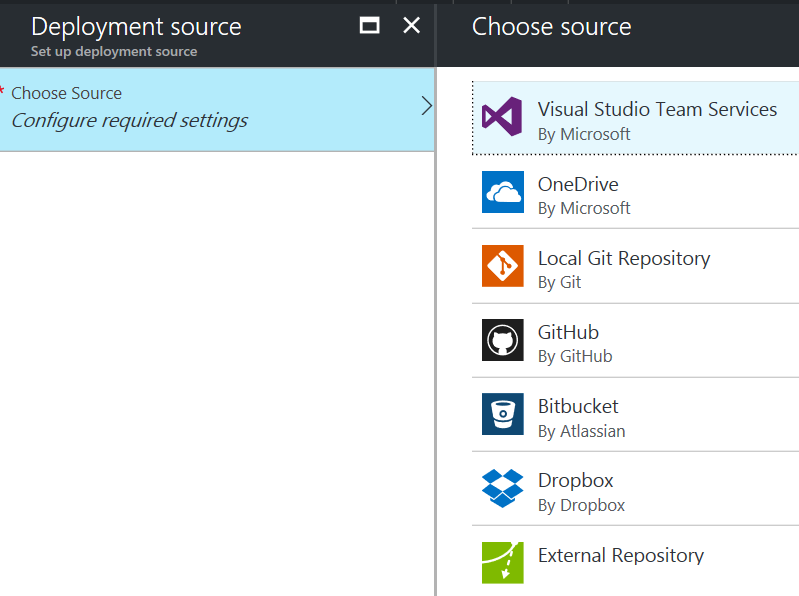 Deployment source
Set up deployment source
* Choose Source
Configure required settings
Choose source
Visual Studio Team Services
By Microsoft
OneDrive
By Microsoft
Local Git Repository
By Git
GitHub
By GitHub
Bitbucket
By Atlassian
Dropbox
By Dropbox
External Repository